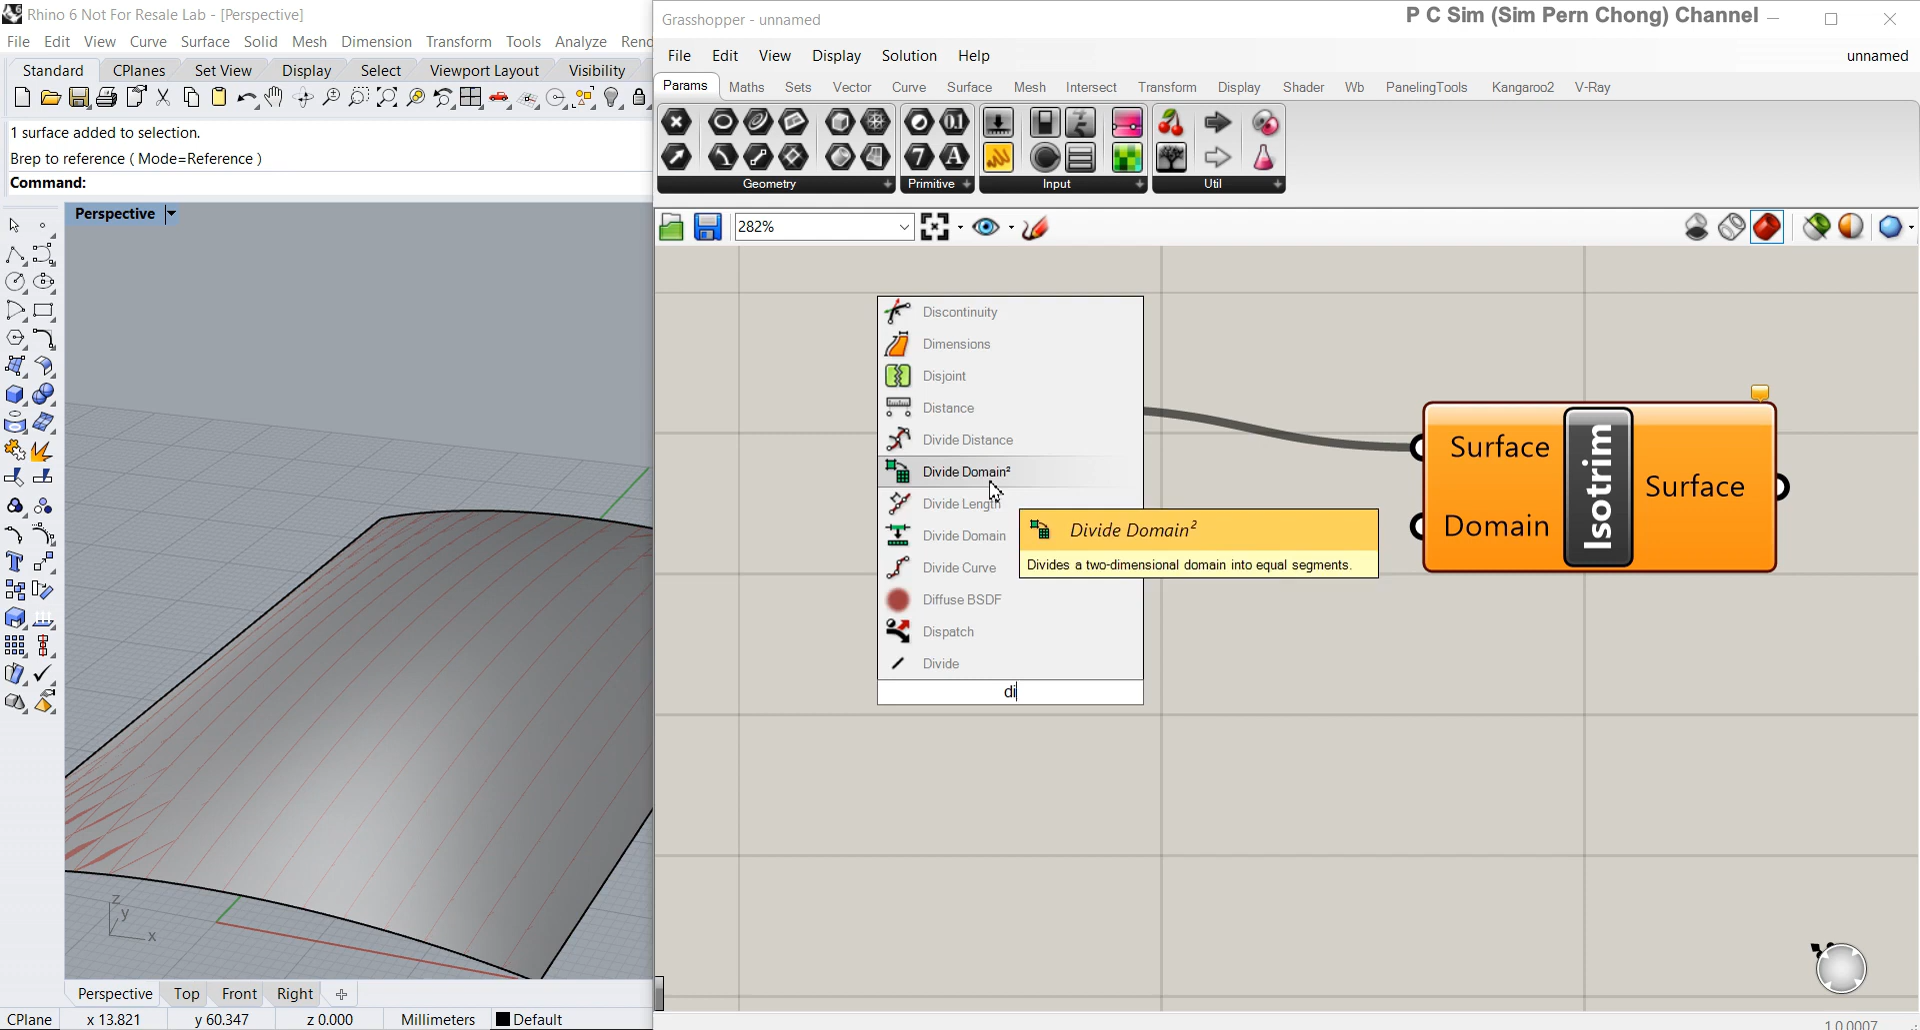 Rhino 6 Not For Resale Lab - [Perspective]
File Edit View Curve Surface Solid Mesh Dimension Transform Tools Analyze Rend
Standard CPlanes Set View Display Select Viewport Layout Visibility
1 surface added to selection.
Brep to reference ( Mode=Reference )
Command:
Perspective
z
y
x
Perspective Top Front Right
CPlane x 13.821 y 60.347 z 0.000 Millimeters Default
Grasshopper - unnamed
P C Sim (Sim Pern Chong) Channel
File Edit View Display Solution Help unnamed
Params Maths Sets Vector Curve Surface Mesh Intersect Transform Display Shader Wb PanelingTools Kangaroo2 V-Ray
Geometry Primitive Input Util
282%
Discontinuity
Dimensions
Disjoint
Distance
Divide Distance
Divide Domain²
Divide Length
Divide Domain
Divide Curve
Diffuse BSDF
Dispatch
Divide
di
Divide Domain²
Divides a two-dimensional domain into equal segments.
Surface
Domain
Isotrim
Surface
1.0.0007